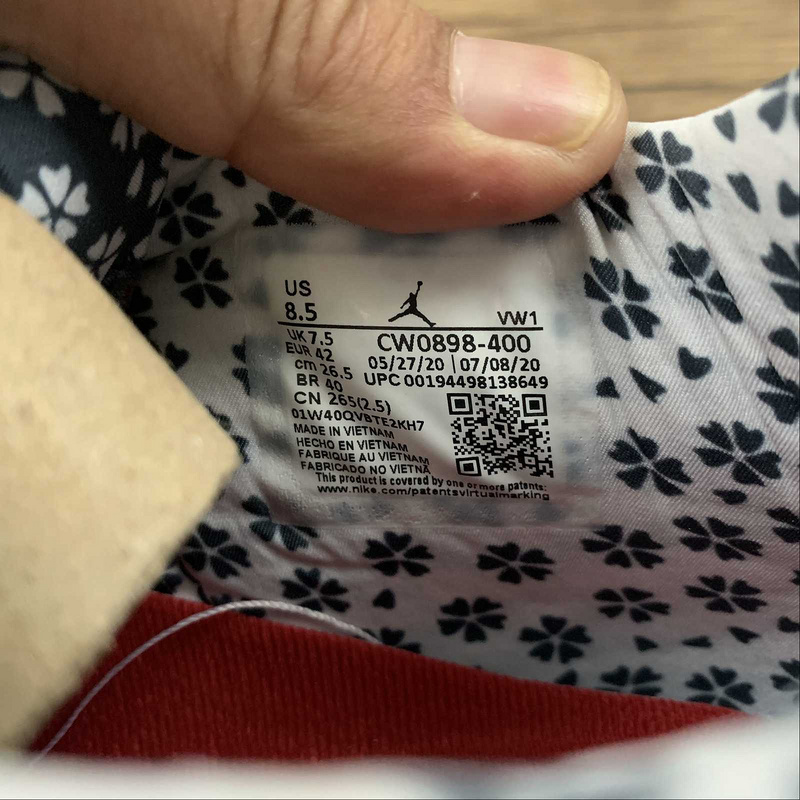 US
8.5
VW1
UK 7.5
EUR 42
cm 26.5
BR 40
CW0898-400
05/27/20 | 07/08/20
UPC 00194498138649
CN 265(2.5)
01W40QVBTE2KH7
MADE IN VIETNAM
HECHO EN VIETNAM
FABRIQUE AU VIETNAM
FABRICADO NO VIETNÃ
This product is covered by one or more patents:
www.nike.com/patentsvirtualmarking